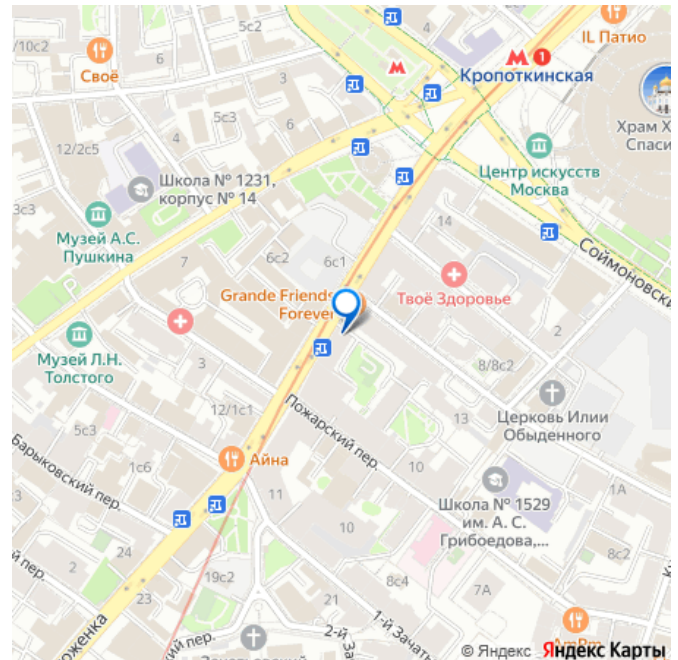 /10с2
Своё
5с3
6
4
6
12/2с5
4
Школа № 1231,
корпус № 14
3с3
Музей А.С.
Пушкина
7
6с2
6с1
Grande Friends
Forever
Музей Л.Н.
Толстого
3
12/1с1
5с3
Барыковский пер.
1с6
Айна
2
24
23
19с2
11
10
21
8с4
7А
Пожарский пер.
10
13
Школа № 1529
им. А. С.
Грибоедова,...
8с2
1А
Церковь Илии
Обыденного
8/8с2
2
Твоё Здоровье
14
Соймоновский
Центр искусств
Москва
Кропоткинская
1
IL Патио
Храм Х
Спаси
1-й Зачать
2-й За
AmPm
© Яндекс Яндекс Карты